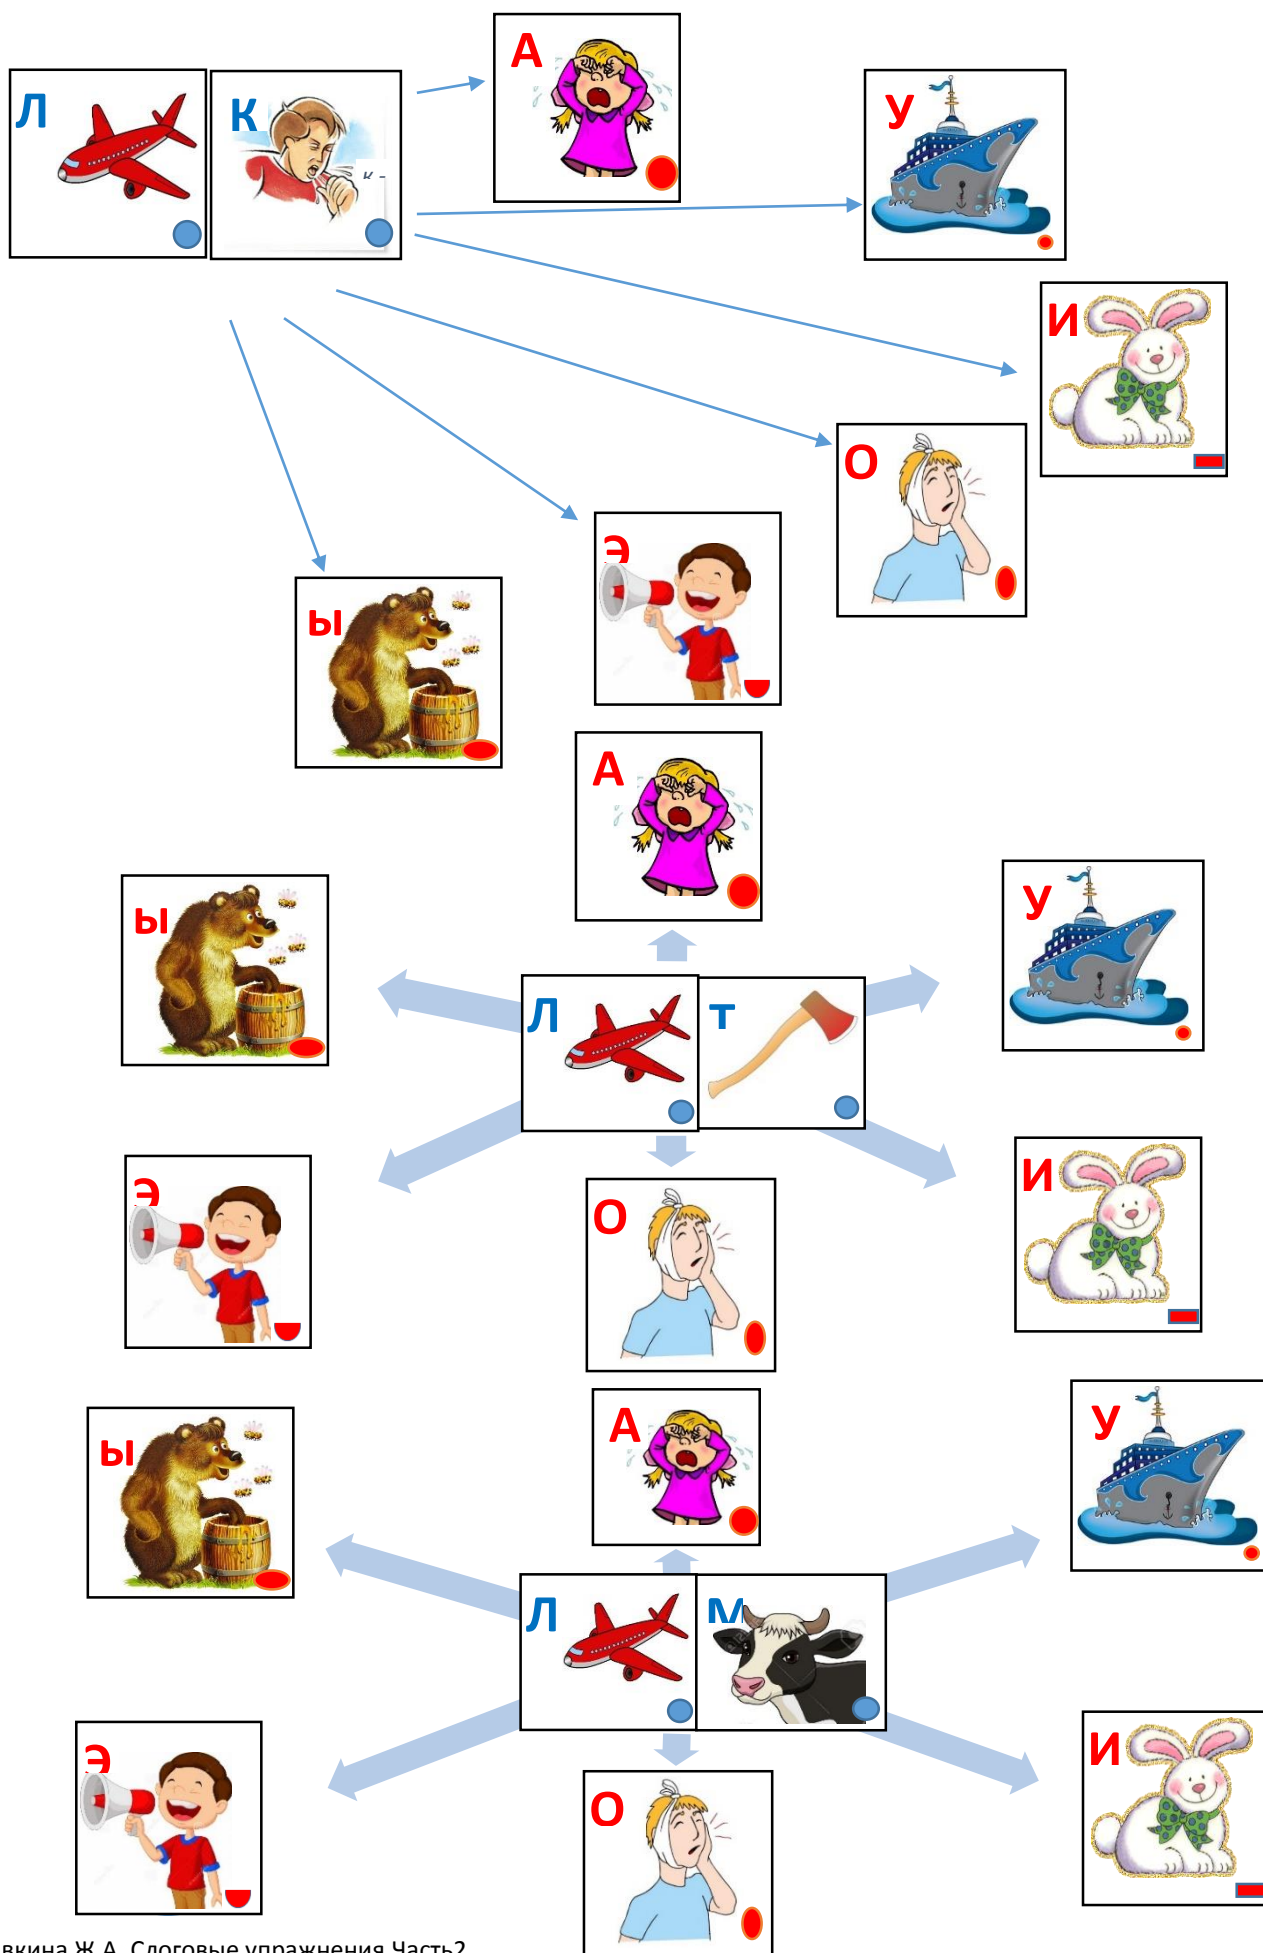 А
Л К
У
И
О
Э
Ы
А
Ы
У
Л Т
Э
О
И
А
Ы
У
Л М
Э
И
О
вкина Ж.А. Слоговые упражнения Часть2